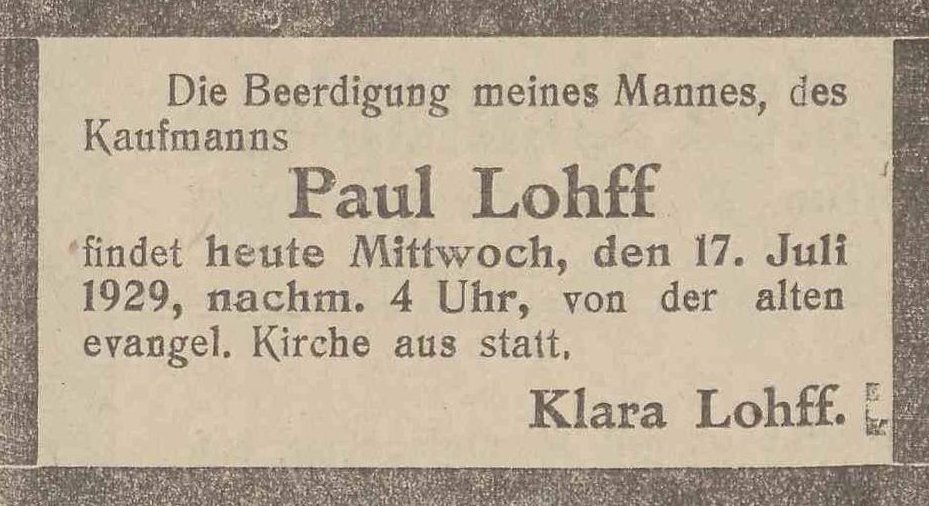 Die Beerdigung meines Mannes, des
Kaufmanns
Paul Lohff
findet heute Mittwoch, den 17. Juli
1929, nachm. 4 Uhr, von der alten
evangel. Kirche aus statt.
Klara Lohff.